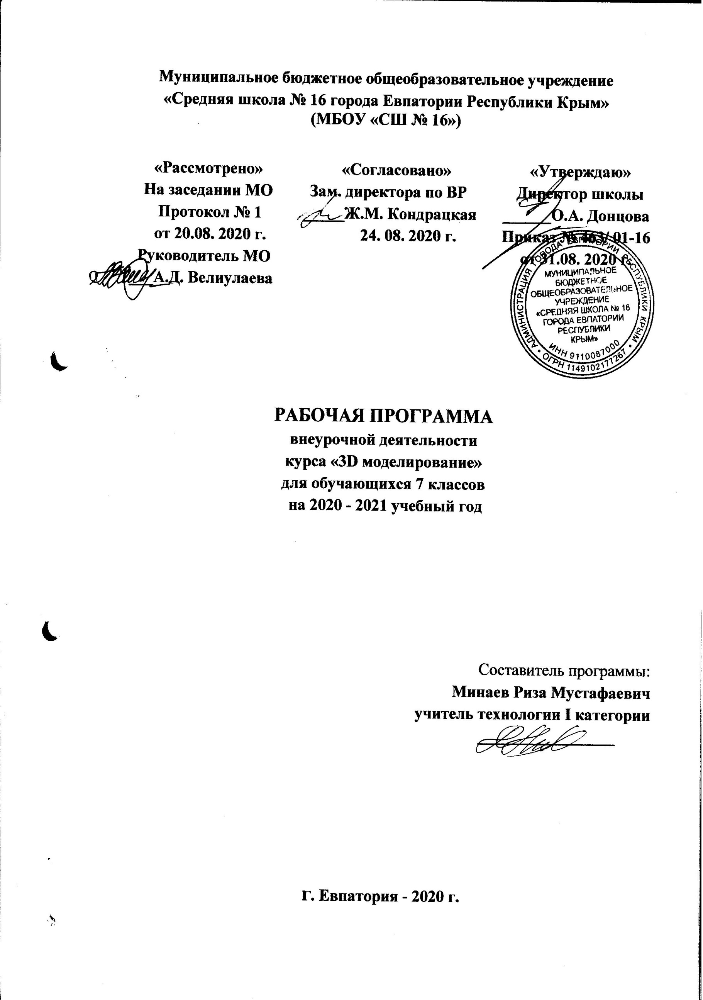 Муниципальное бюджетное общеобразовательное учреждение
«Средняя школа № 16 города Евпатории Республики Крым»
(МБОУ «СШ № 16»)
«Рассмотрено»
На заседании МО
Протокол № 1
от 20.08. 2020 г.
Руководитель МО
А.Д. Велиулаева
«Согласовано»
Зам. директора по ВР
Ж.М. Кондрацкая
24. 08. 2020 г.
«Утверждаю»
Директор школы
О.А. Донцова
Приказ № 463/ 01-16
от 31.08. 2020 г.
АДМИНИСТРАЦИЯ ГОРОДА ЕВПАТОРИИ РЕСПУБЛИКИ КРЫМ
• ОГРН 1149102177267 •
МУНИЦИПАЛЬНОЕ
БЮДЖЕТНОЕ
ОБЩЕОБРАЗОВАТЕЛЬНОЕ
УЧРЕЖДЕНИЕ
«СРЕДНЯЯ ШКОЛА № 16
ГОРОДА ЕВПАТОРИИ
РЕСПУБЛИКИ
КРЫМ»
ИНН 9110087000
РАБОЧАЯ ПРОГРАММА
внеурочной деятельности
курса «3D моделирование»
для обучающихся 7 классов
на 2020 - 2021 учебный год
Составитель программы:
Минаев Риза Мустафаевич
учитель технологии I категории
г. Евпатория - 2020 г.